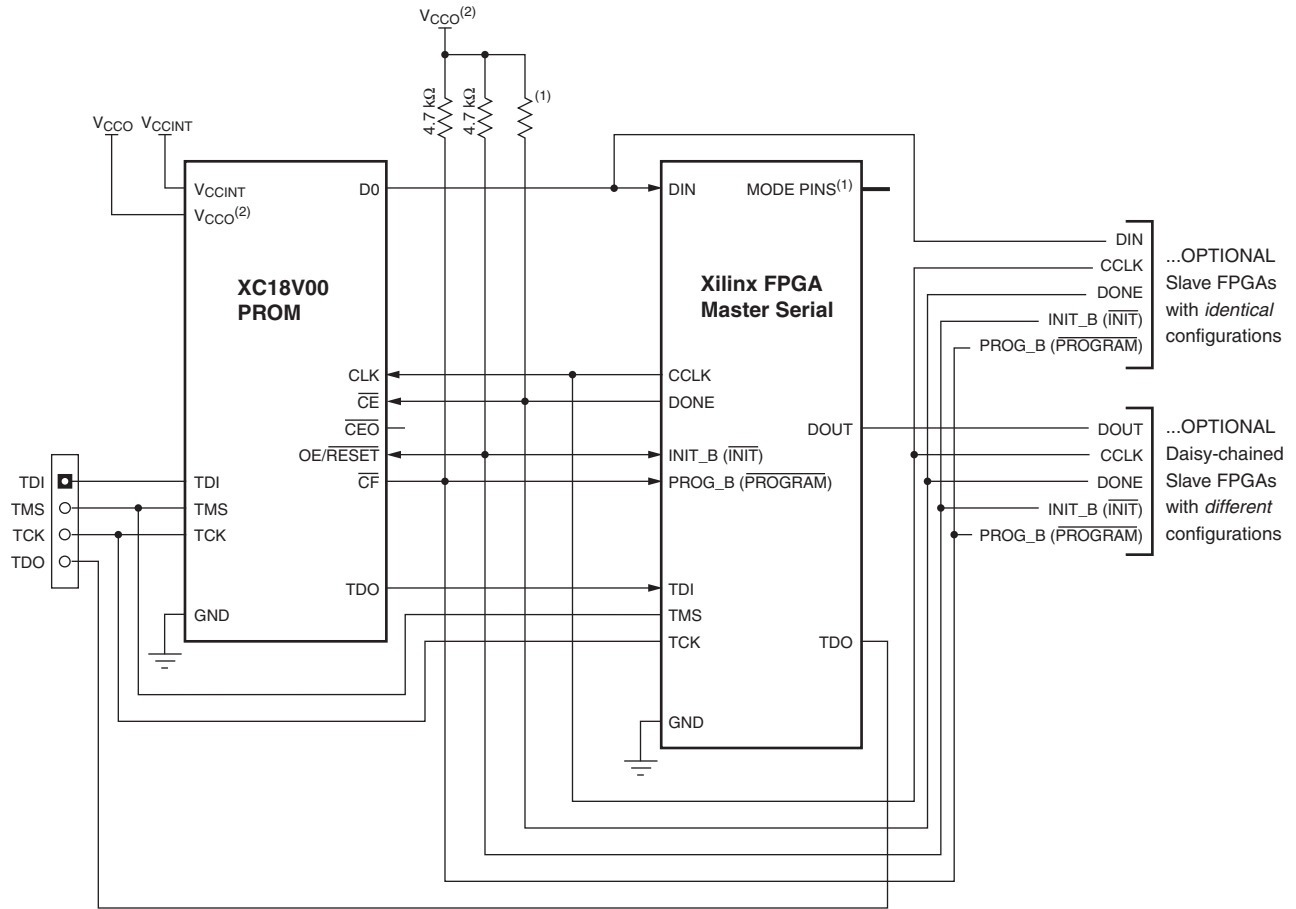 VCCO(2)
4.7 kΩ
4.7 kΩ
(1)
VCCO VCCINT
VCCINT
VCCO(2)
D0
XC18V00
PROM
CLK
CE
CEO
OE/RESET
CF
TDI
TMS
TCK
TDO
GND
TDI
TMS
TCK
TDO
DIN
MODE PINS(1)
Xilinx FPGA
Master Serial
CCLK
DONE
DOUT
INIT_B (INIT)
PROG_B (PROGRAM)
TDI
TMS
TCK
TDO
GND
DIN
CCLK
DONE
INIT_B (INIT)
PROG_B (PROGRAM)
...OPTIONAL
Slave FPGAs
with identical
configurations
DOUT
CCLK
DONE
INIT_B (INIT)
PROG_B (PROGRAM)
...OPTIONAL
Daisy-chained
Slave FPGAs
with different
configurations